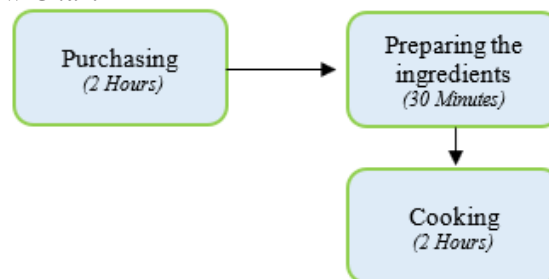 Purchasing
(2 Hours)
Preparing the
ingredients
(30 Minutes)
Cooking
(2 Hours)